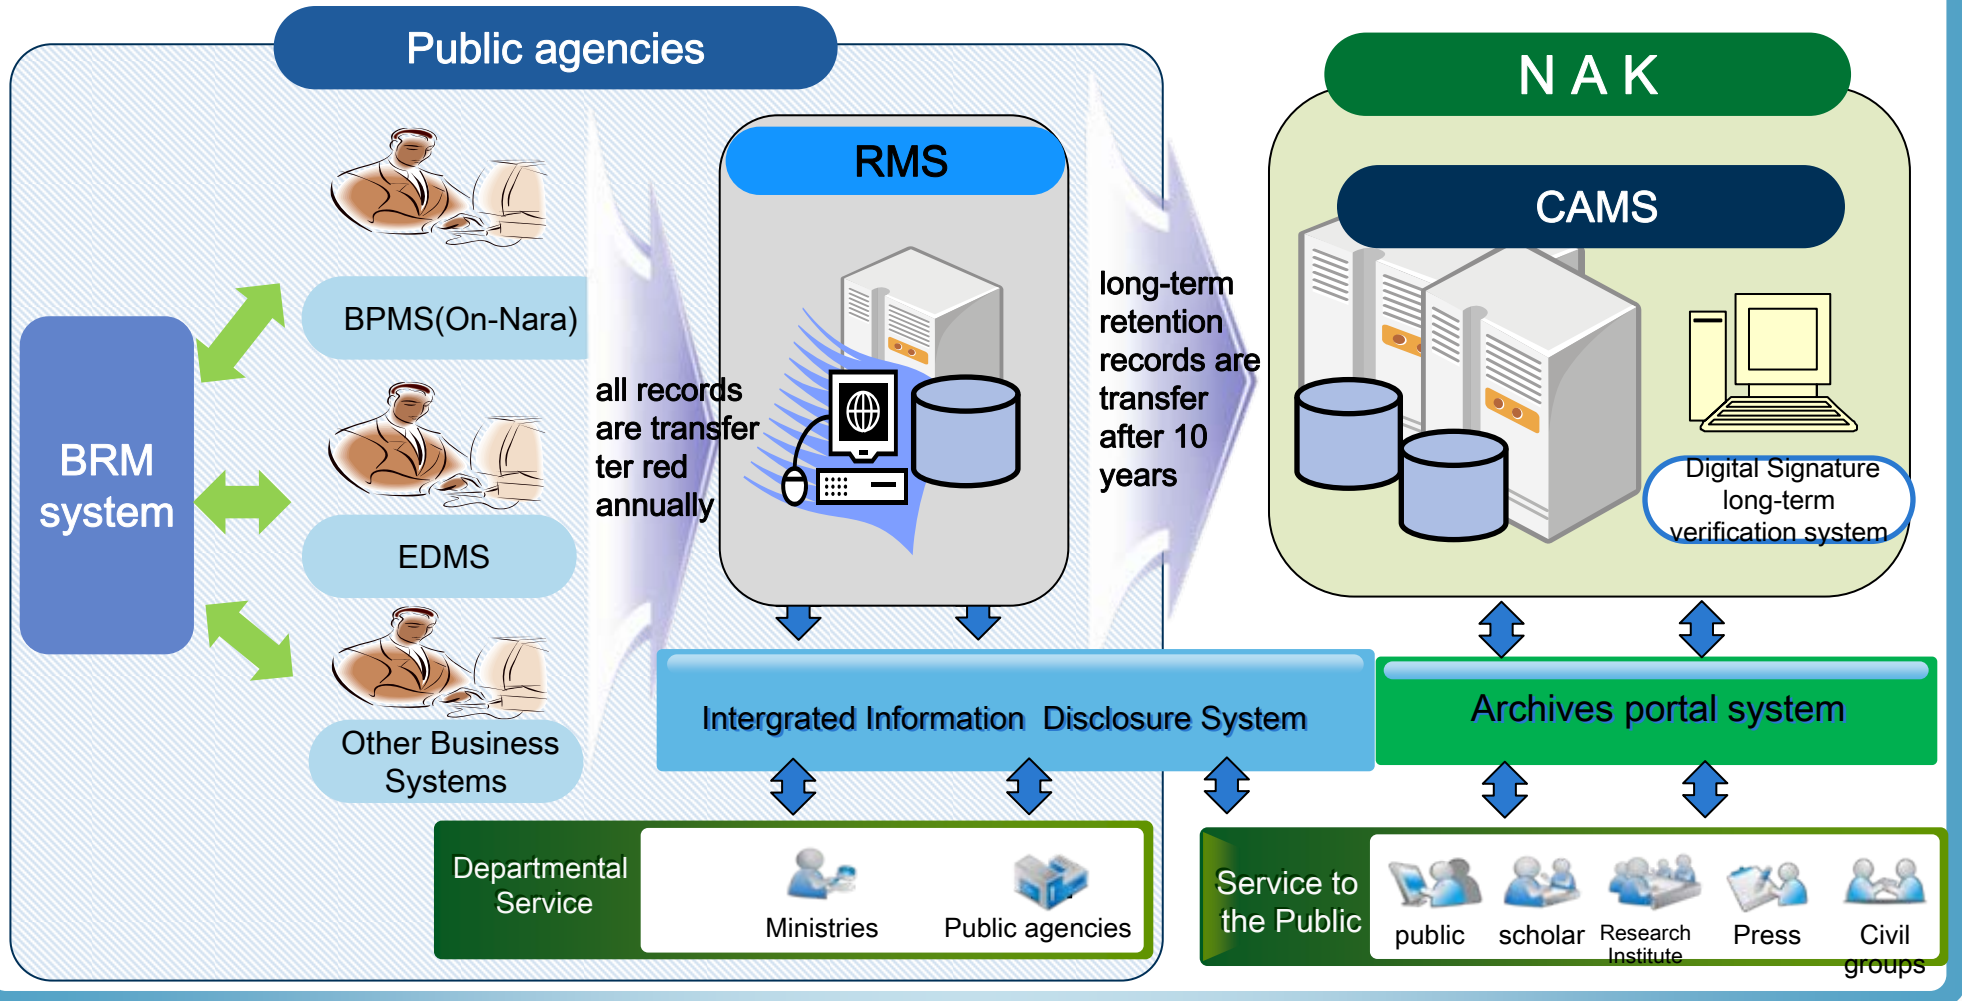 Public agencies
N A K
RMS
CAMS
BPMS(On-Nara)
BRM
system
EDMS
Other Business
Systems
all records
are transfer
ter red
annually
long-term
retention
records are
transfer
after 10
years
Digital Signature
long-term
verification system
Intergrated Information Disclosure System
Archives portal system
Departmental
Service
Ministries
Public agencies
Service to
the Public
public
scholar
Research
Institute
Press
Civil
groups